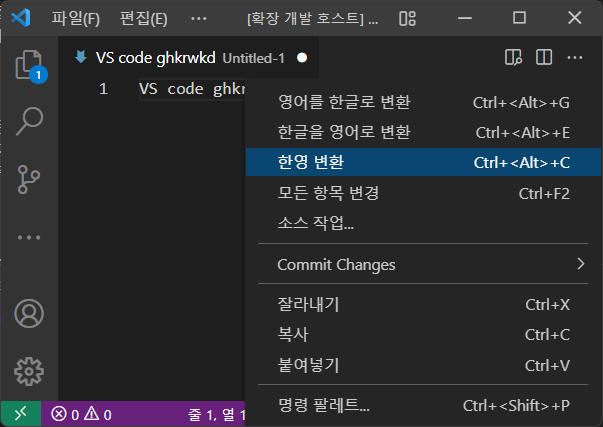 파일(F) 편집(E) ··· [확장 개발 호스트] ...
VS code ghkrwkd Untitled-1
1 VS code ghkr
영어를 한글로 변환 Ctrl+<Alt>+G
한글을 영어로 변환 Ctrl+<Alt>+E
한영 변환 Ctrl+<Alt>+C
모든 항목 변경 Ctrl+F2
소스 작업...
Commit Changes
잘라내기 Ctrl+X
복사 Ctrl+C
붙여넣기 Ctrl+V
명령 팔레트... Ctrl+<Shift>+P
1
0 0 줄 1, 열 1